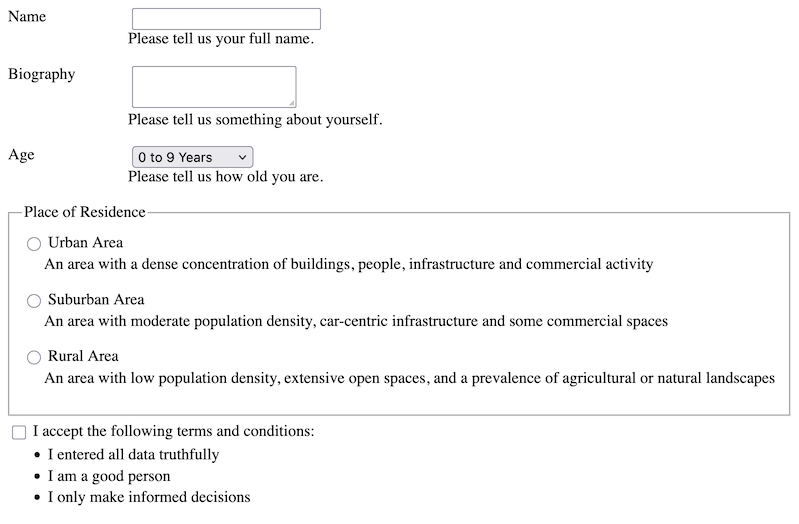 Name
Please tell us your full name.
Biography
Please tell us something about yourself.
Age
0 to 9 Years
Please tell us how old you are.
Place of Residence
Urban Area
An area with a dense concentration of buildings, people, infrastructure and commercial activity
Suburban Area
An area with moderate population density, car-centric infrastructure and some commercial spaces
Rural Area
An area with low population density, extensive open spaces, and a prevalence of agricultural or natural landscapes
I accept the following terms and conditions:
• I entered all data truthfully
• I am a good person
• I only make informed decisions